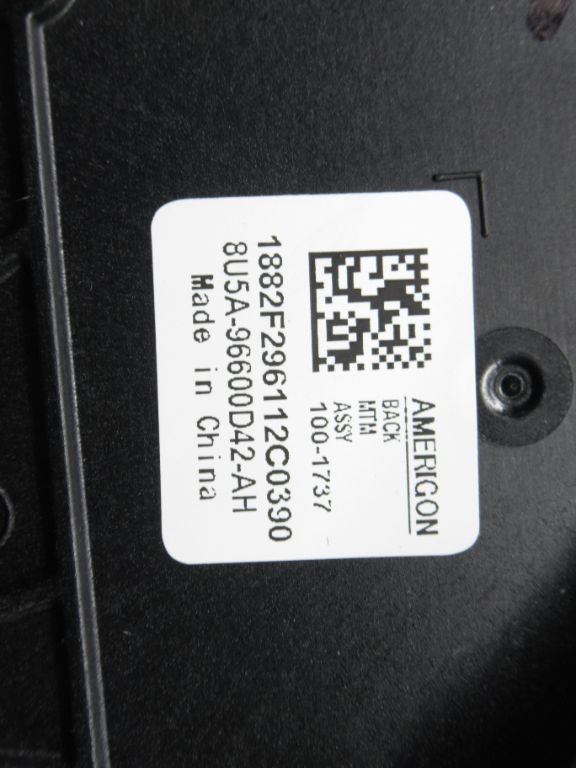 AMERIGON
BACK
MTM
ASSY
100-1737
1882F296112C0390
8U5A-96600D42-AH
Made in China